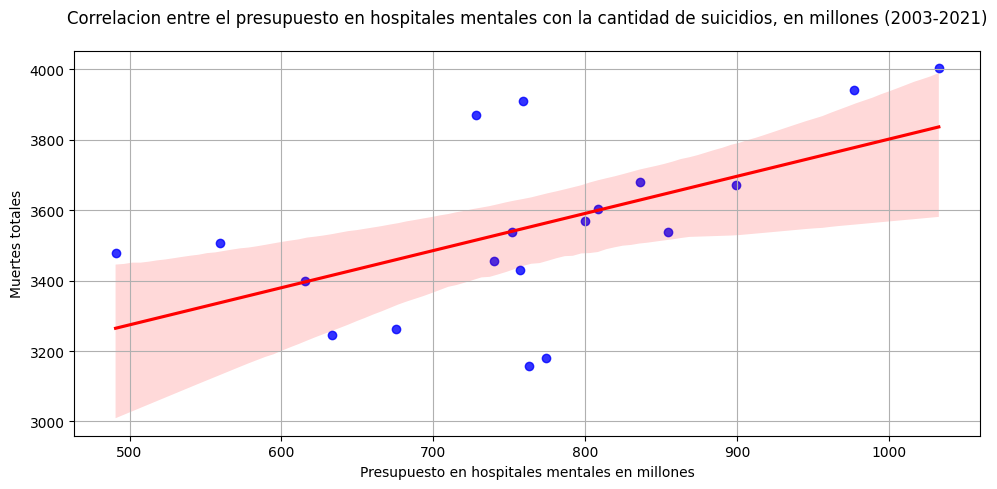 Correlacion entre el presupuesto en hospitales mentales con la cantidad de suicidios, en millones (2003-2021)
4000
3800
3600
3400
3200
3000
Muertes totales
500 600 700 800 900 1000
Presupuesto en hospitales mentales en millones